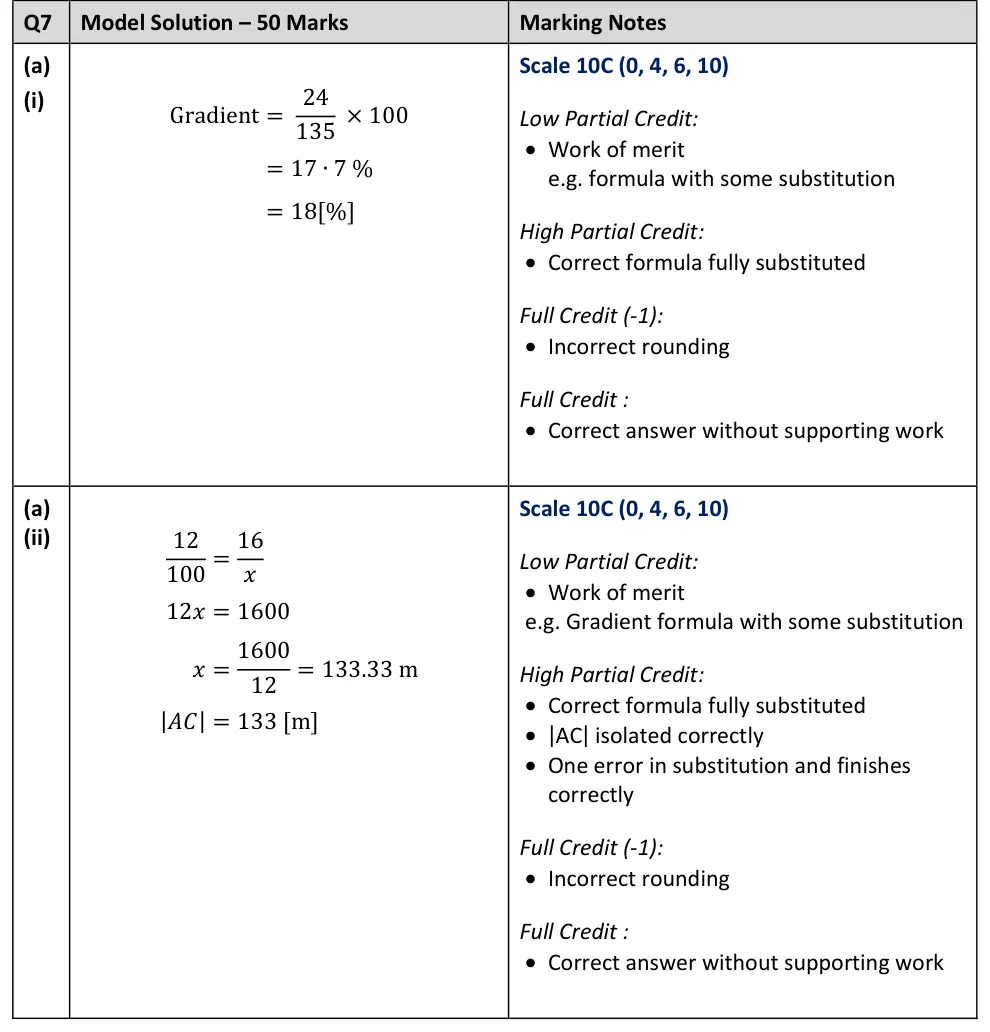 Q7 Model Solution – 50 Marks Marking Notes
(a)
(i)
Gradient = 24/135 × 100
= 17 · 7 %
= 18[%]
Scale 10C (0, 4, 6, 10)
Low Partial Credit:
• Work of merit
e.g. formula with some substitution
High Partial Credit:
• Correct formula fully substituted
Full Credit (-1):
• Incorrect rounding
Full Credit :
• Correct answer without supporting work
(a)
(ii)
12/100 = 16/x
12x = 1600
x = 1600/12 = 133.33 m
|AC| = 133 [m]
Scale 10C (0, 4, 6, 10)
Low Partial Credit:
• Work of merit
e.g. Gradient formula with some substitution
High Partial Credit:
• Correct formula fully substituted
• |AC| isolated correctly
• One error in substitution and finishes
correctly
Full Credit (-1):
• Incorrect rounding
Full Credit :
• Correct answer without supporting work